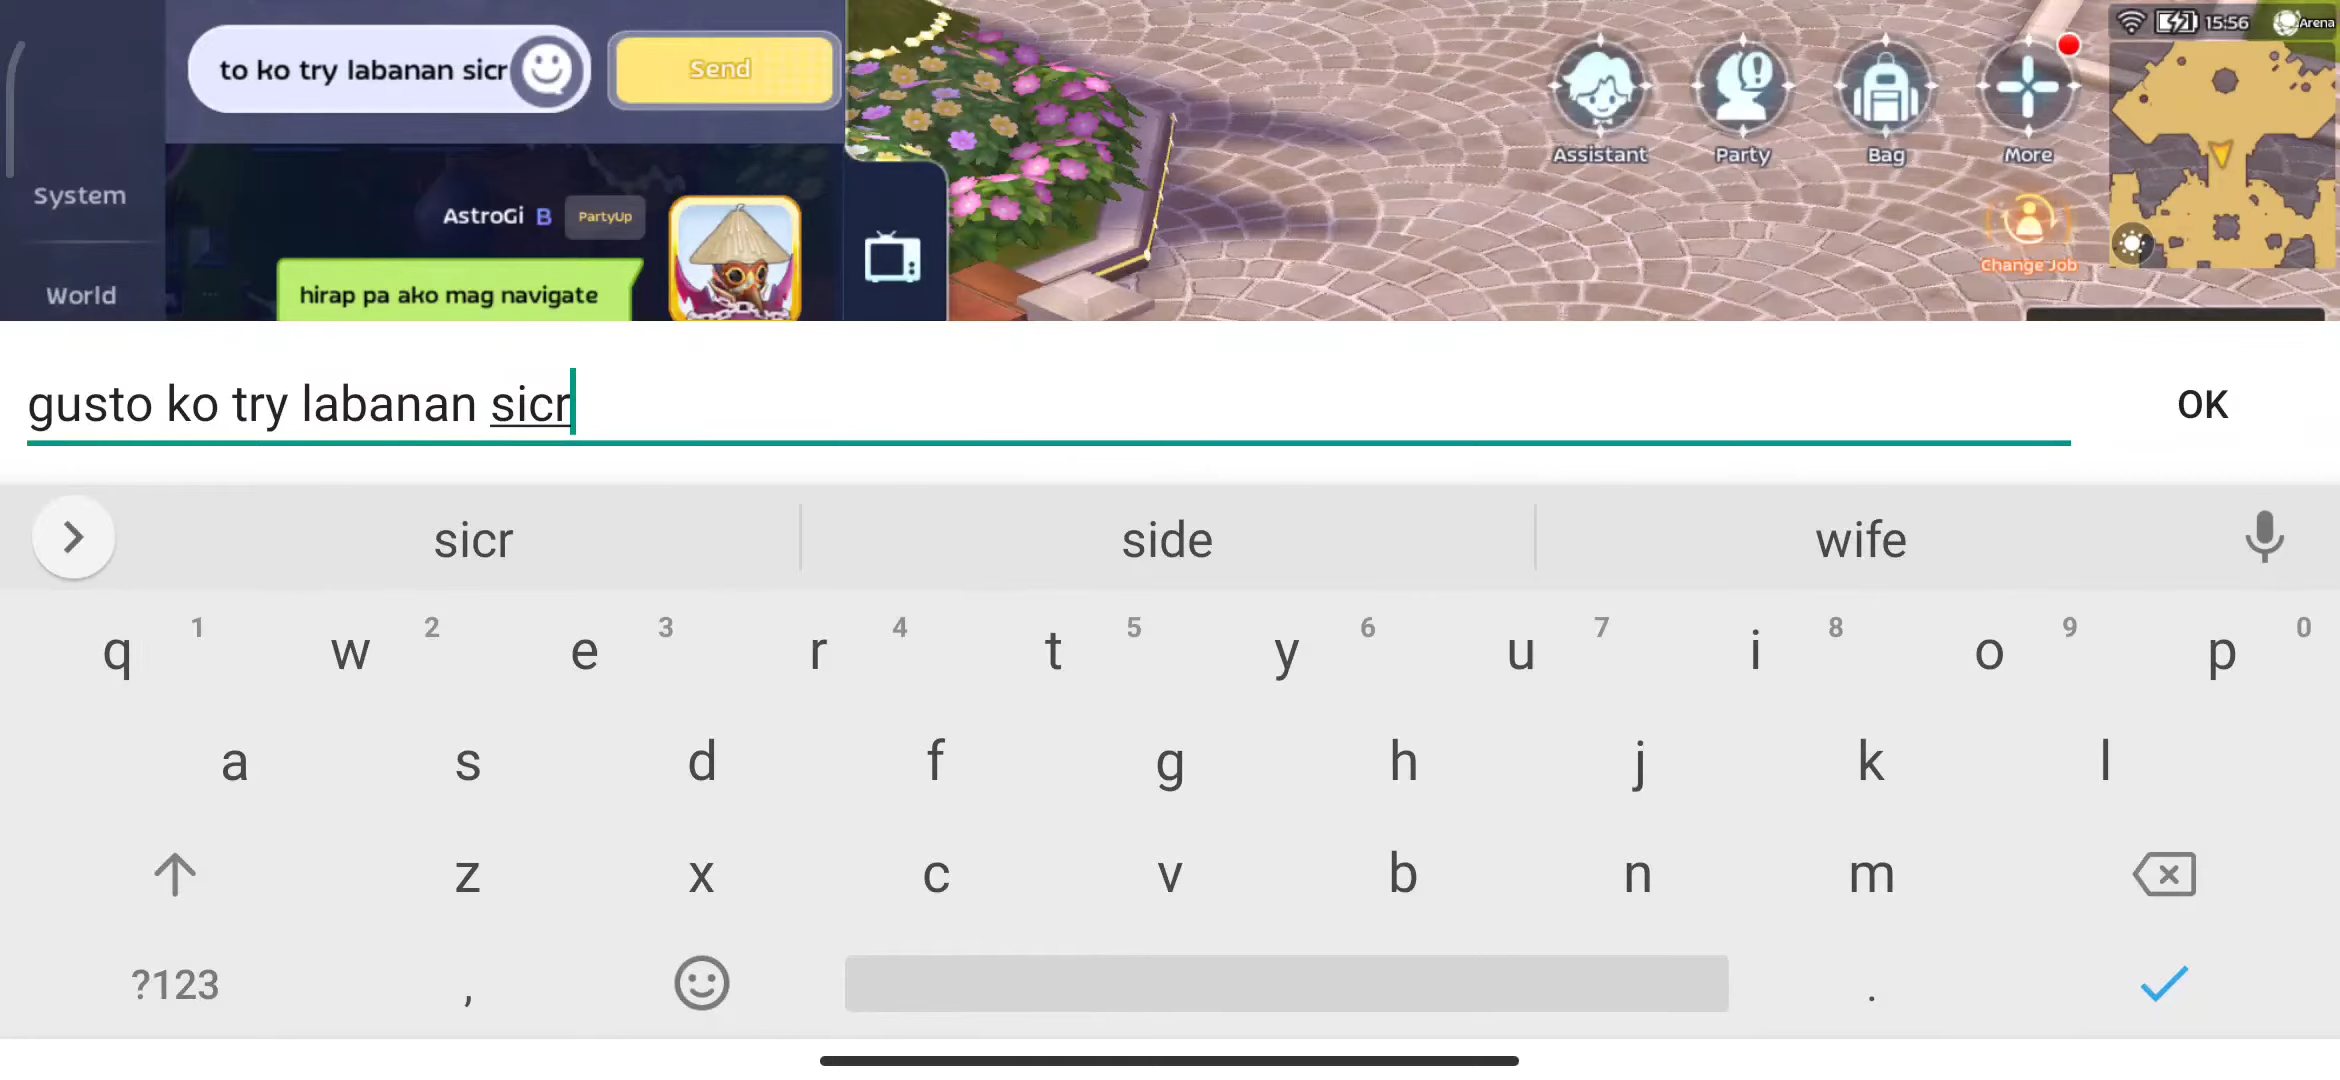 to ko try labanan sicr
Send
15:56
Arena
Assistant
Party
Bag
More
System
AstroGi B
PartyUp
Change Job
World
hirap pa ako mag navigate
gusto ko try labanan sicr
OK
sicr
side
wife
q 1 w 2 e 3 r 4 t 5 y 6 u 7 i 8 o 9 p 0
a s d f g h j k l
z x c v b n m
?123 , .